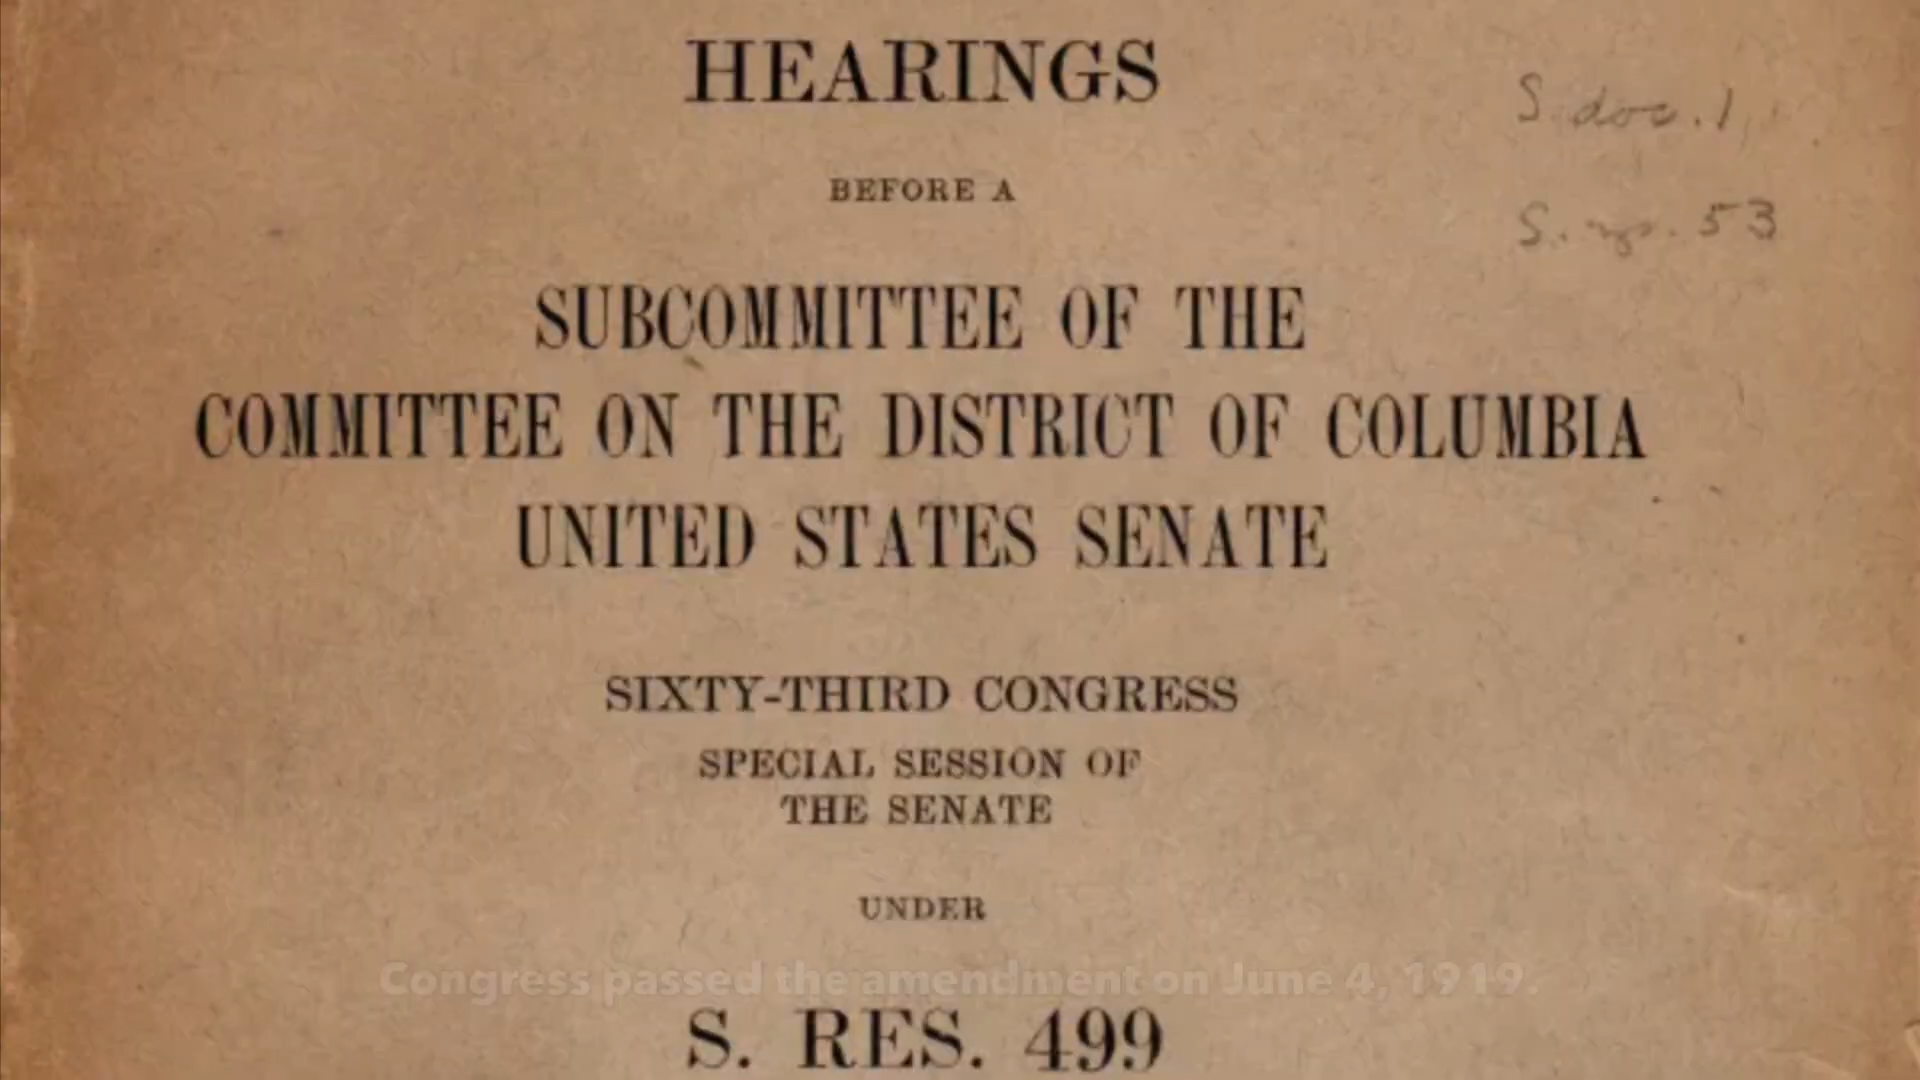 HEARINGS
S doc. 1
BEFORE A
S. . 53
SUBCOMMITTEE OF THE
COMMITTEE ON THE DISTRICT OF COLUMBIA
UNITED STATES SENATE
SIXTY-THIRD CONGRESS
SPECIAL SESSION OF
THE SENATE
UNDER
Congress passed the amendment on June 4, 1919.
S. RES. 499